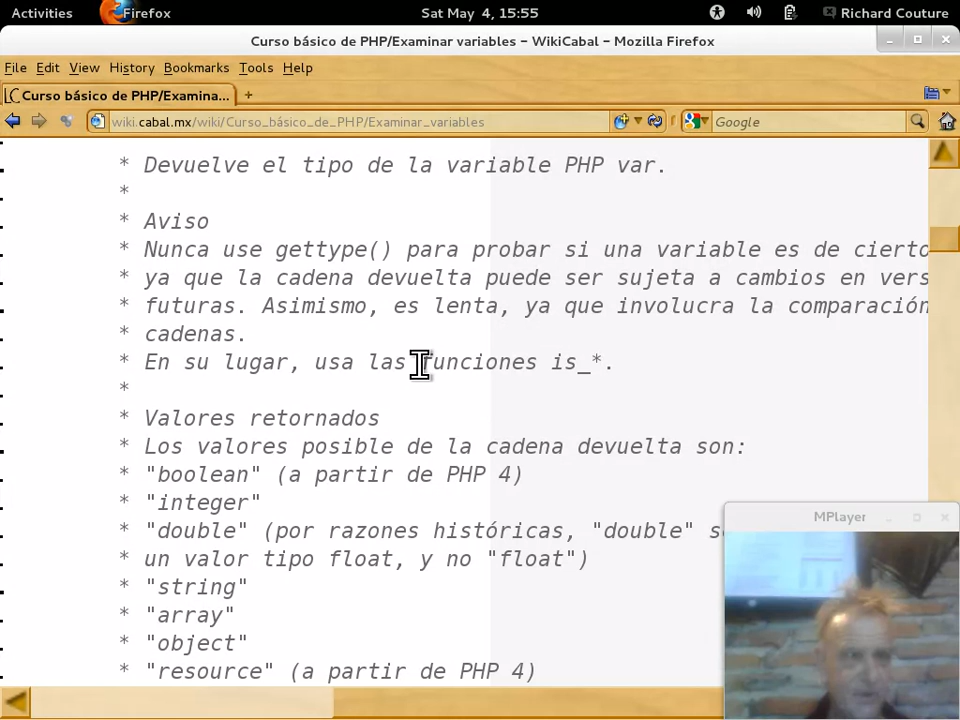 Activities Firefox Sat May 4, 15:55 Richard Couture
Curso básico de PHP/Examinar variables - WikiCabal - Mozilla Firefox
File Edit View History Bookmarks Tools Help
Curso básico de PHP/Examina... +
wiki.cabal.mx/wiki/Curso_básico_de_PHP/Examinar_variables Google
* Devuelve el tipo de la variable PHP var.
*
* Aviso
* Nunca use gettype() para probar si una variable es de cierto
* ya que la cadena devuelta puede ser sujeta a cambios en vers
* futuras. Asimismo, es lenta, ya que involucra la comparación
* cadenas.
* En su lugar, usa las funciones is_*.
*
* Valores retornados
* Los valores posible de la cadena devuelta son:
* "boolean" (a partir de PHP 4)
* "integer"
* "double" (por razones históricas, "double" s
* un valor tipo float, y no "float")
* "string"
* "array"
* "object"
* "resource" (a partir de PHP 4)
MPlayer